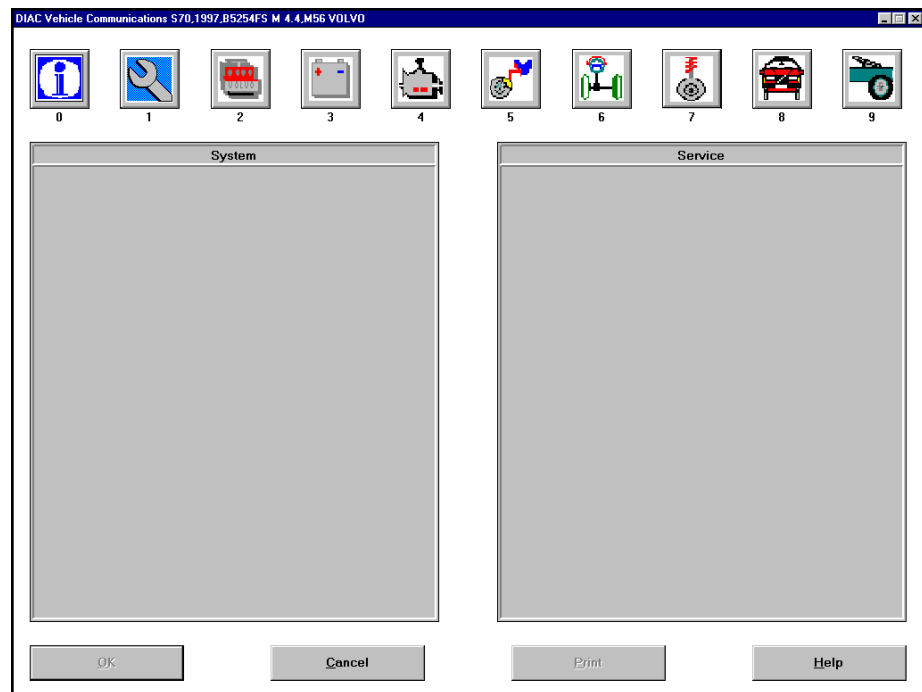 DIAC Vehicle Communications S70,1997,B5254FS M 4.4,M56 VOLVO
VOLVO
0 1 2 3 4 5 6 7 8 9
System Service
OK Cancel Print Help